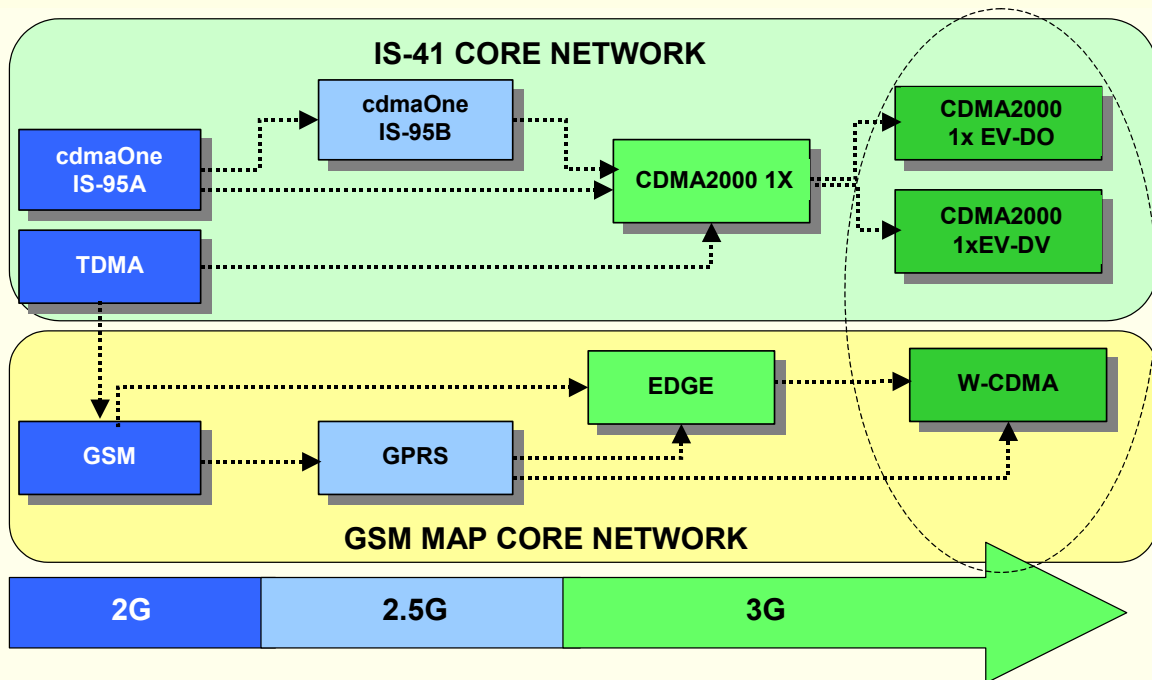 IS-41 CORE NETWORK
cdmaOne
IS-95A
cdmaOne
IS-95B
CDMA2000 1X
CDMA2000
1x EV-DO
CDMA2000
1xEV-DV
TDMA
EDGE
W-CDMA
GSM
GPRS
GSM MAP CORE NETWORK
2G
2.5G
3G